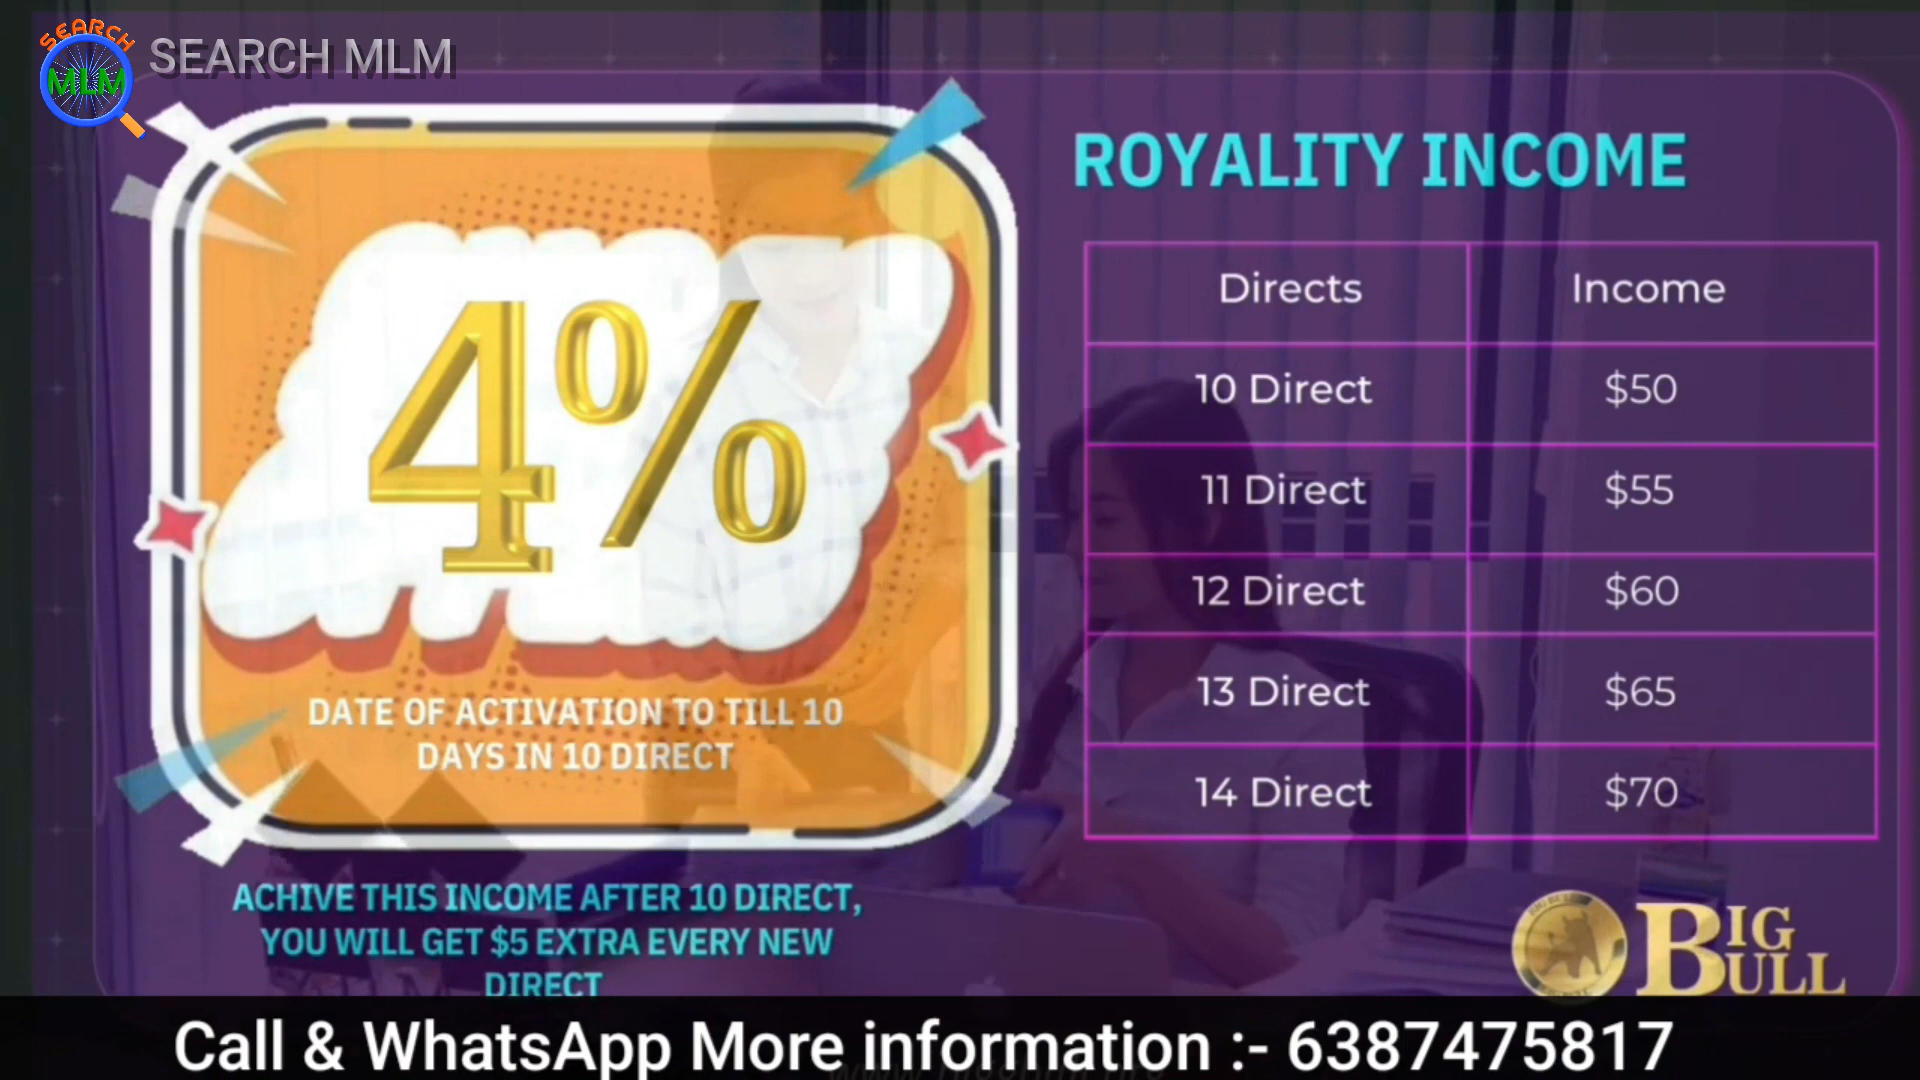 SEARCH
MLM
SEARCH MLM
ROYALITY INCOME
4%
DATE OF ACTIVATION TO TILL 10
DAYS IN 10 DIRECT
ACHIVE THIS INCOME AFTER 10 DIRECT,
YOU WILL GET $5 EXTRA EVERY NEW
DIRECT
Directs Income
10 Direct $50
11 Direct $55
12 Direct $60
13 Direct $65
14 Direct $70
BIG
BULL
Call & WhatsApp More information :- 6387475817